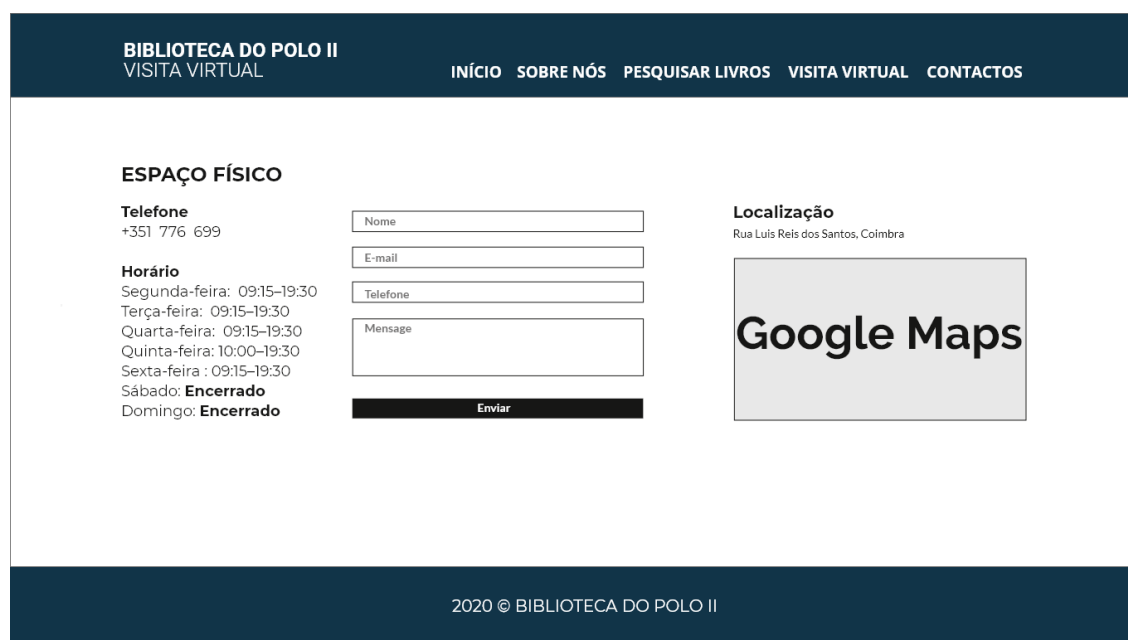 BIBLIOTECA DO POLO II
VISITA VIRTUAL
INÍCIO SOBRE NÓS PESQUISAR LIVROS VISITA VIRTUAL CONTACTOS
ESPAÇO FÍSICO
Telefone
+351 776 699
Horário
Segunda-feira: 09:15–19:30
Terça-feira: 09:15–19:30
Quarta-feira: 09:15–19:30
Quinta-feira: 10:00–19:30
Sexta-feira : 09:15–19:30
Sábado: Encerrado
Domingo: Encerrado
Nome
E-mail
Telefone
Mensage
Enviar
Localização
Rua Luis Reis dos Santos, Coimbra
Google Maps
2020 © BIBLIOTECA DO POLO II